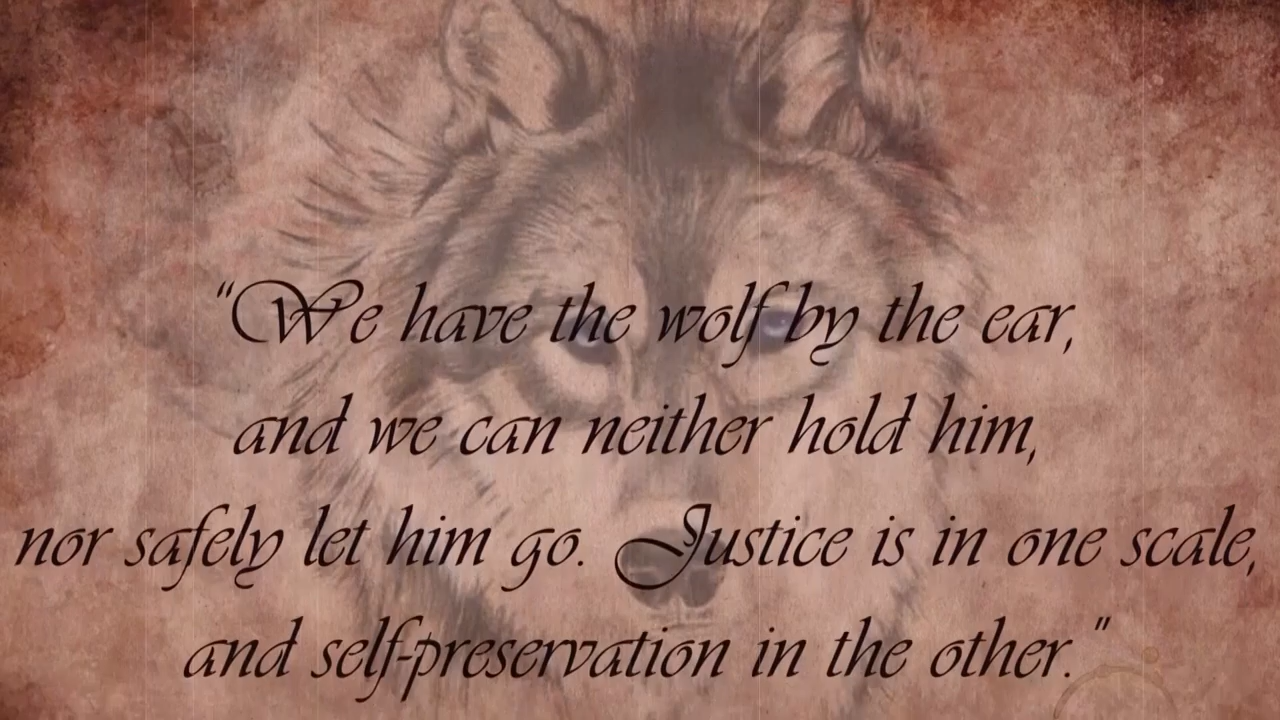 "We have the wolf by the ear,
and we can neither hold him,
nor safely let him go. Justice is in one scale,
and self-preservation in the other."